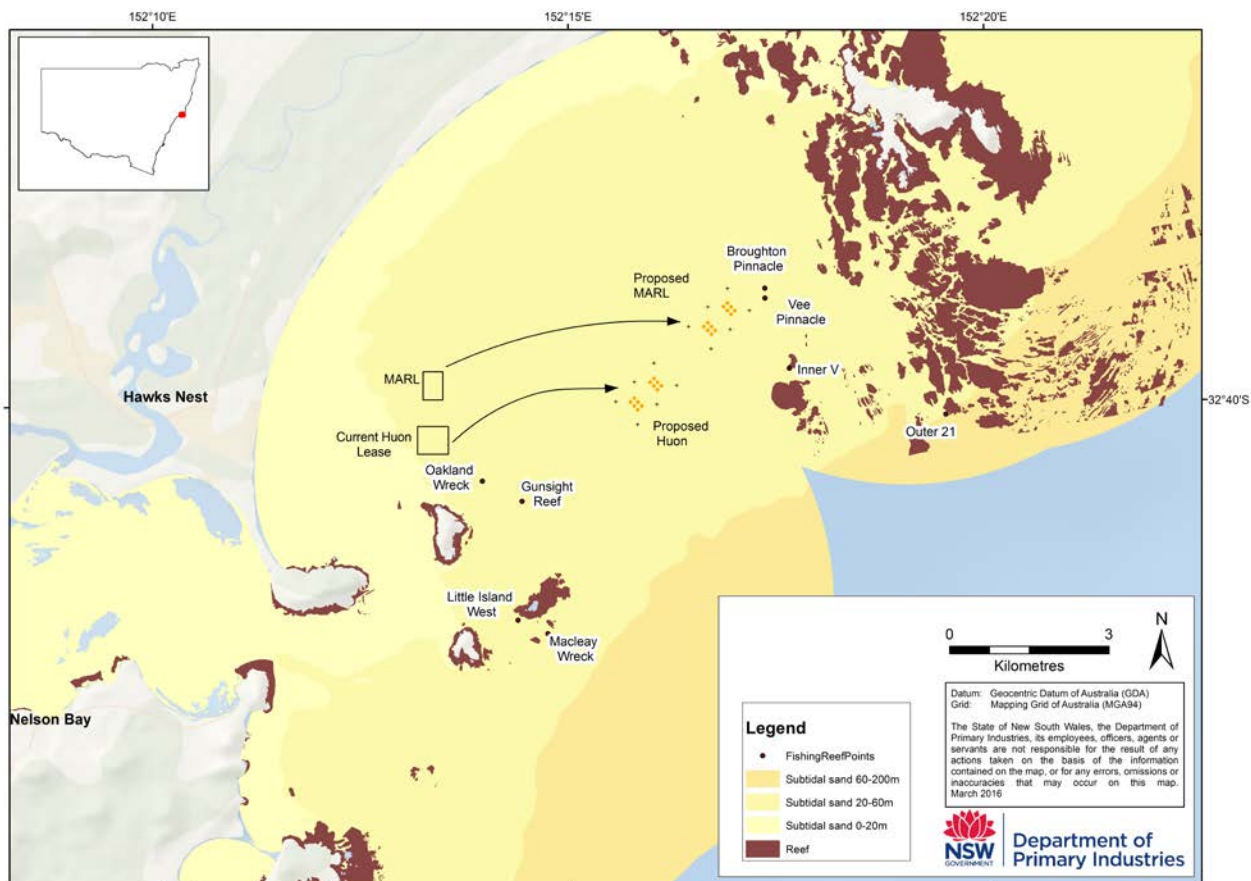 152°10'E
152°15'E
152°20'E
Broughton
Pinnacle
Proposed
MARL
Vee
Pinnacle
MARL
Inner V
Hawks Nest
32°40'S
Proposed
Huon
Outer 21
Current Huon
Lease
Oakland
Wreck
Gunsight
Reef
Little Island
West
Macleay
Wreck
Nelson Bay
N
0
3
Kilometres
Datum: Geocentric Datum of Australia (GDA)
Grid: Mapping Grid of Australia (MGA94)
The State of New South Wales, the Department of
Primary Industries, its employees, officers, agents or
servants are not responsible for the result of any
actions taken on the basis of the information
contained on the map, or for any errors, omissions or
inaccuracies that may occur on this map.
March 2016
Legend
FishingReefPoints
Subtidal sand 60-200m
Subtidal sand 20-60m
Subtidal sand 0-20m
Reef
NSW
GOVERNMENT
Department of
Primary Industries